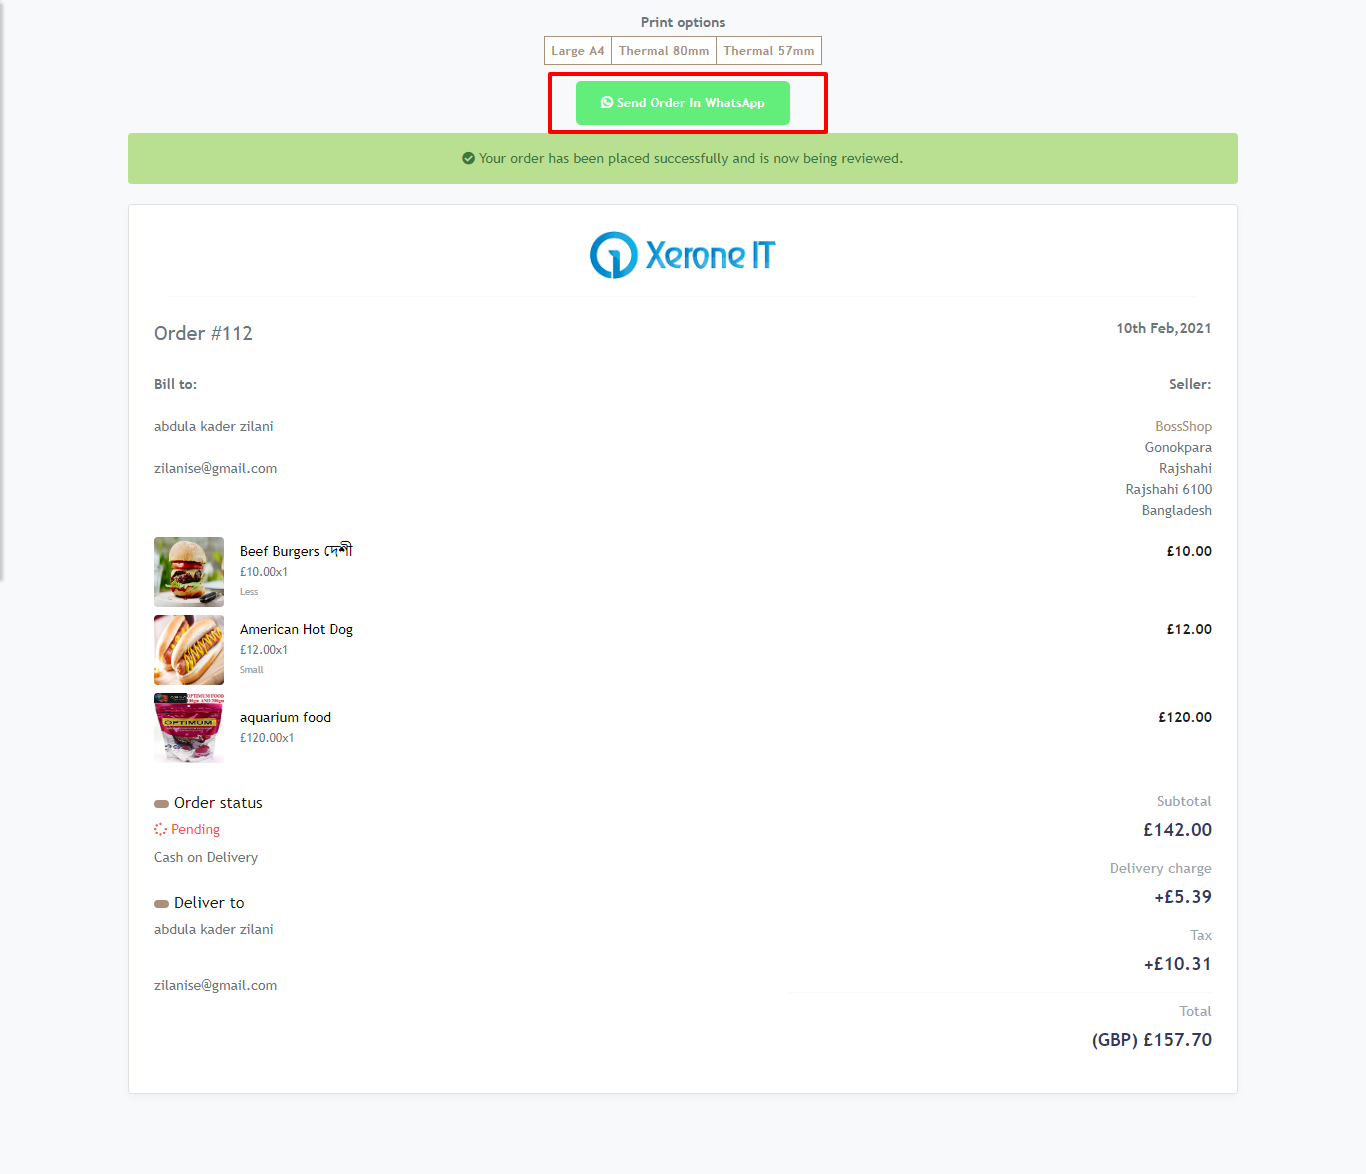 Print options
Large A4 Thermal 80mm Thermal 57mm
Send Order In WhatsApp
Your order has been placed successfully and is now being reviewed.
Xerone IT
Order #112
10th Feb,2021
Bill to:
Seller:
abdula kader zilani
BossShop
Gonokpara
zilanise@gmail.com
Rajshahi
Rajshahi 6100
Bangladesh
Beef Burgers দেশী
£10.00
£10.00x1
Less
American Hot Dog
£12.00
£12.00x1
Small
OPTIMUM FOOD
OPTIMUM
aquarium food
£120.00
£120.00x1
Order status
Subtotal
Pending
£142.00
Cash on Delivery
Delivery charge
+£5.39
Deliver to
abdula kader zilani
Tax
+£10.31
zilanise@gmail.com
Total
(GBP) £157.70